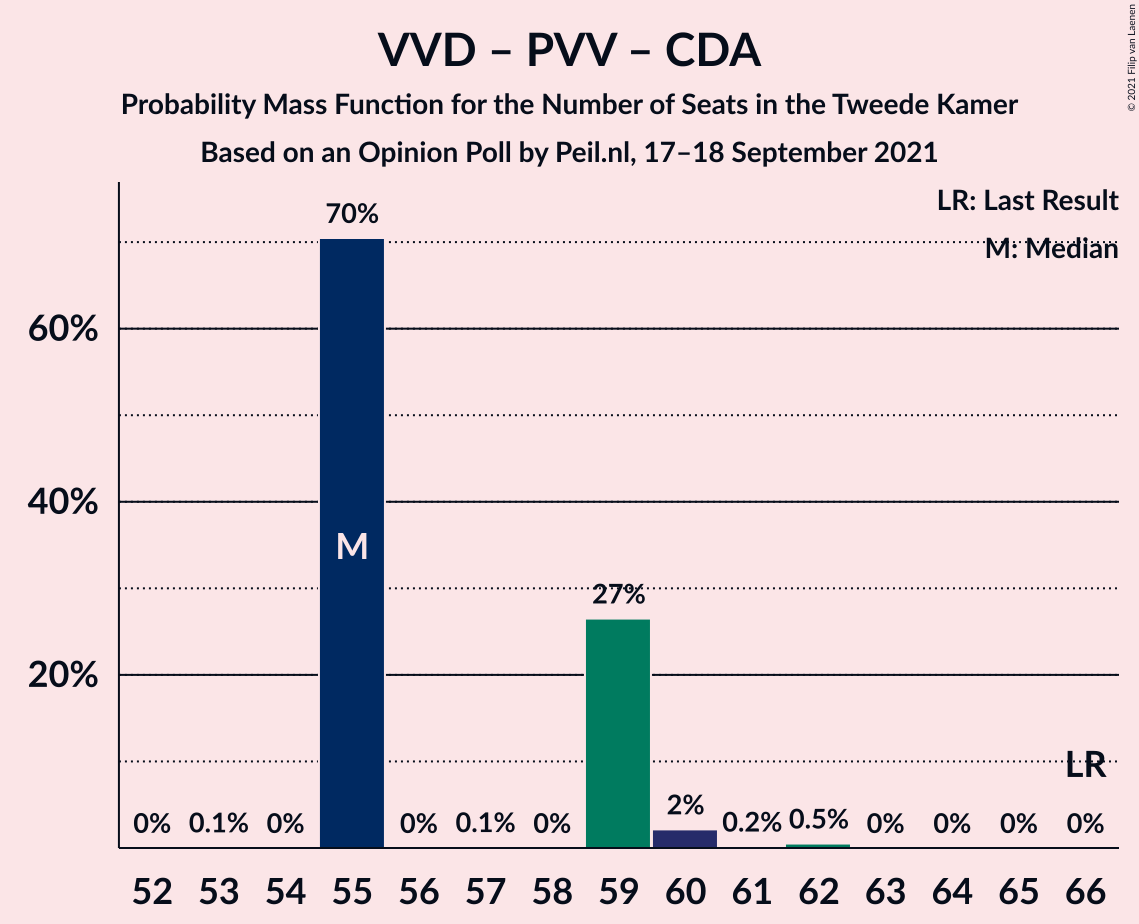 VVD – PVV – CDA
Probability Mass Function for the Number of Seats in the Tweede Kamer
Based on an Opinion Poll by Peil.nl, 17–18 September 2021
© 2021 Filip van Laenen
LR: Last Result
M: Median
60%
40%
20%
70%
M
27%
LR
0% 0.1% 0% 0% 0.1% 0% 2% 0.2% 0.5% 0% 0% 0% 0%
52 53 54 55 56 57 58 59 60 61 62 63 64 65 66